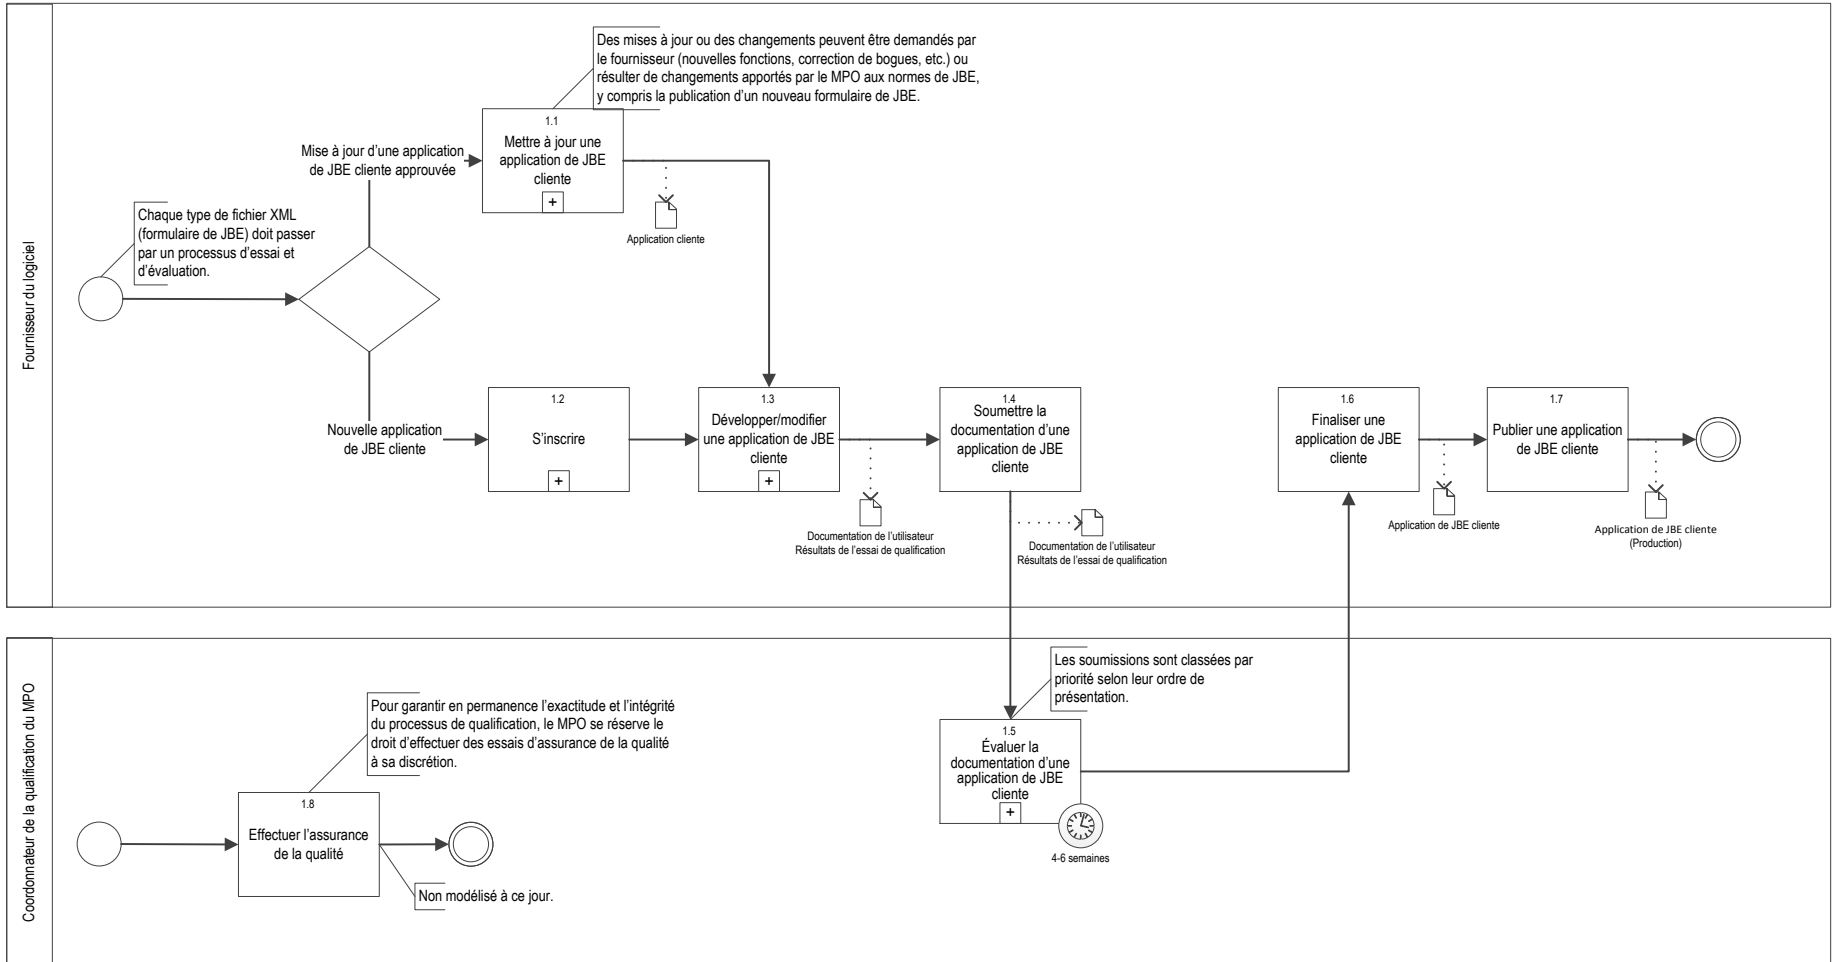 Fournisseur du logiciel
Des mises à jour ou des changements peuvent être demandés par
le fournisseur (nouvelles fonctions, correction de bogues, etc.) ou
résulter de changements apportés par le MPO aux normes de JBE,
y compris la publication d’un nouveau formulaire de JBE.
1.1
Mettre à jour une
application de JBE
cliente
+
Mise à jour d’une application
de JBE cliente approuvée
Application cliente
Chaque type de fichier XML
(formulaire de JBE) doit passer
par un processus d’essai et
d’évaluation.
Nouvelle application
de JBE cliente
1.2
S’inscrire
+
1.3
Développer/modifier
une application de JBE
cliente
+
Documentation de l’utilisateur
Résultats de l’essai de qualification
1.4
Soumettre la
documentation d’une
application de JBE
cliente
Documentation de l’utilisateur
Résultats de l’essai de qualification
1.6
Finaliser une
application de JBE
cliente
Application de JBE cliente
1.7
Publier une application
de JBE cliente
Application de JBE cliente
(Production)
Coordonnateur de la qualification du MPO
Pour garantir en permanence l’exactitude et l’intégrité
du processus de qualification, le MPO se réserve le
droit d’effectuer des essais d’assurance de la qualité
à sa discrétion.
1.8
Effectuer l’assurance
de la qualité
Non modélisé à ce jour.
Les soumissions sont classées par
priorité selon leur ordre de
présentation.
1.5
Évaluer la
documentation d’une
application de JBE
cliente
+
4-6 semaines